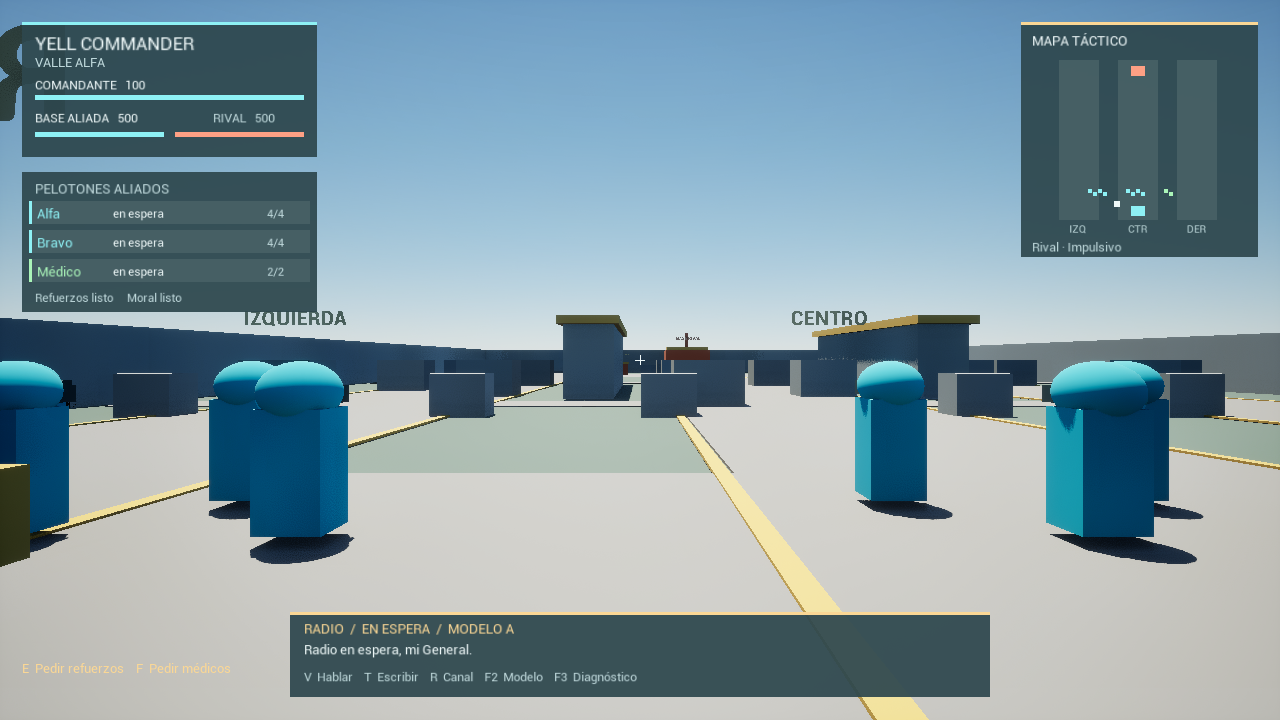 YELL COMMANDER
VALLE ALFA
COMANDANTE 100
BASE ALIADA 500 RIVAL 500
PELOTONES ALIADOS
Alfa en espera 4/4
Bravo en espera 4/4
Médico en espera 2/2
Refuerzos listo Moral listo
MAPA TÁCTICO
IZQ CTR DER
Rival · Impulsivo
IZQUIERDA
CENTRO
RADIO / EN ESPERA / MODELO A
Radio en espera, mi General.
V Hablar T Escribir R Canal F2 Modelo F3 Diagnóstico
E Pedir refuerzos F Pedir médicos